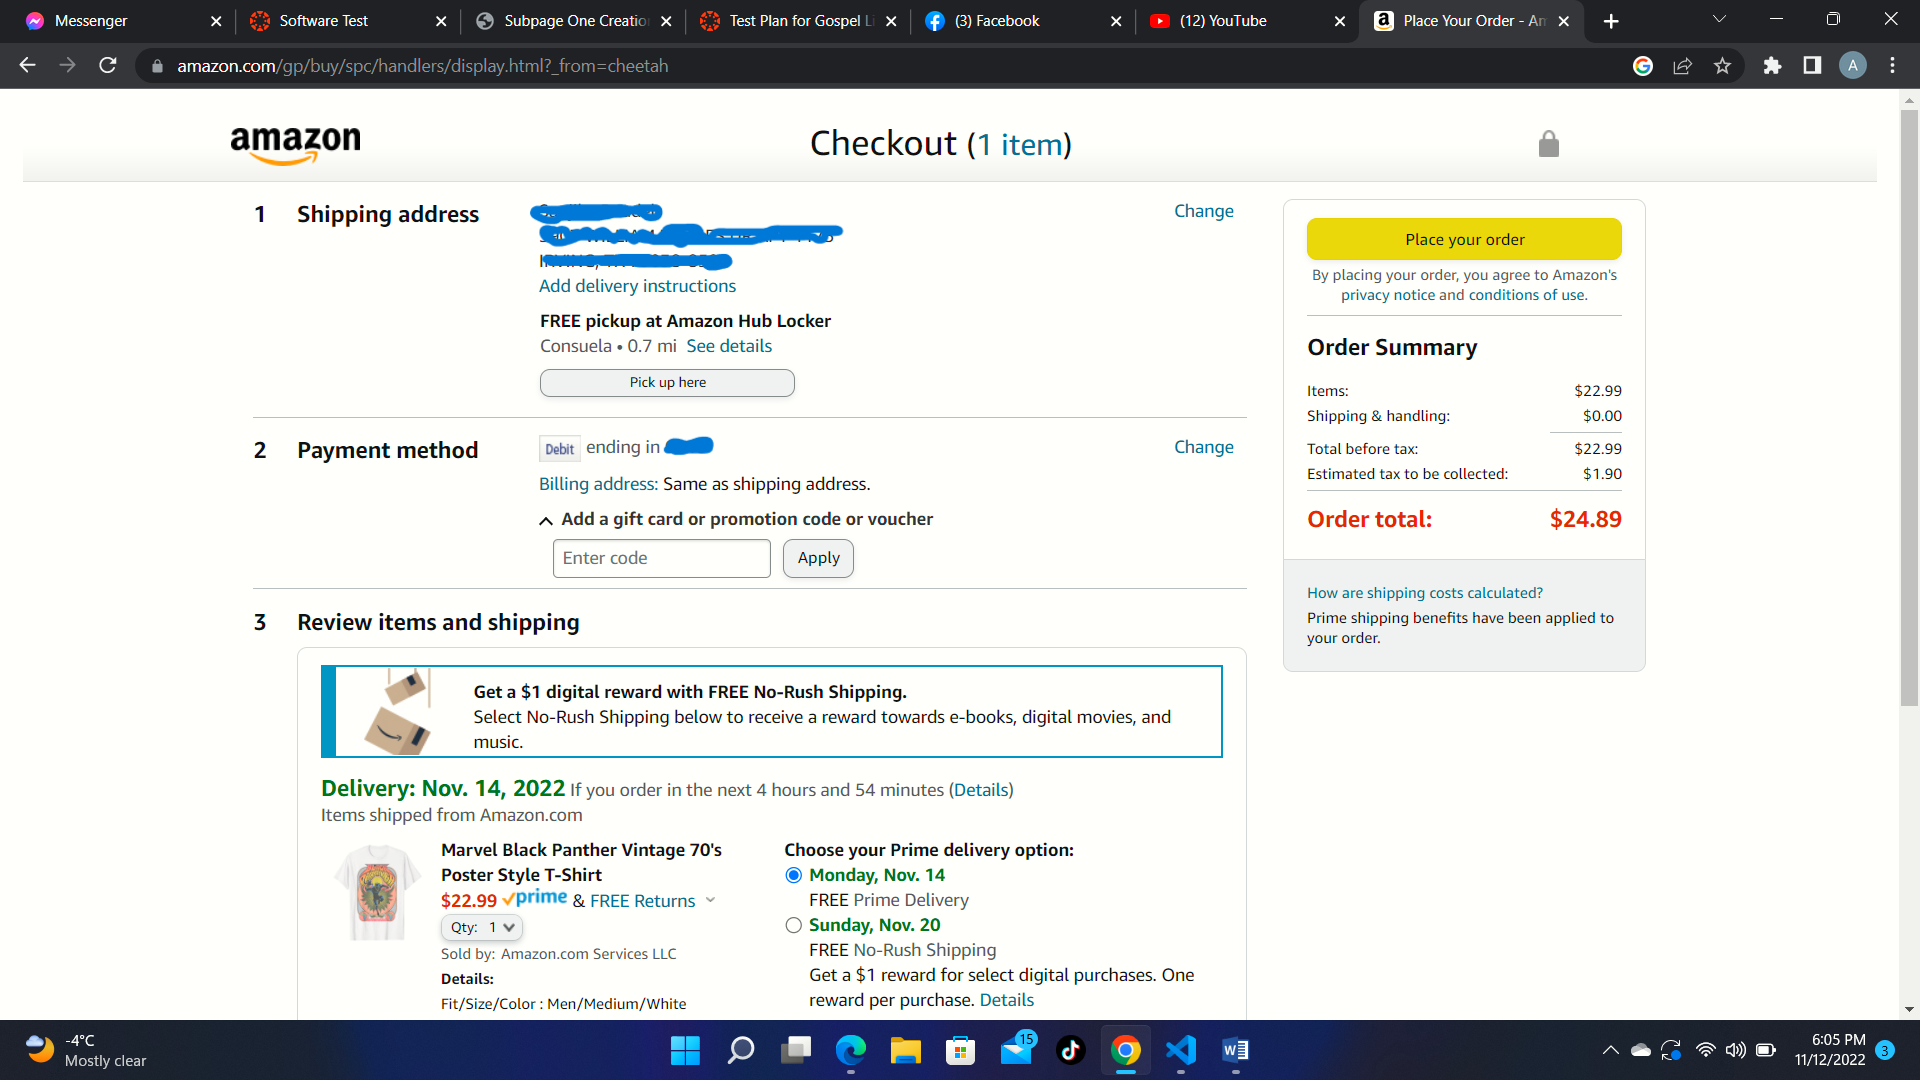 Messenger
Software Test
Subpage One Creation
Test Plan for Gospel Li
(3) Facebook
(12) YouTube
Place Your Order - Am
amazon.com/gp/buy/spc/handlers/display.html?_from=cheetah
A
amazon
Checkout (1 item)
1 Shipping address
Change
Add delivery instructions
FREE pickup at Amazon Hub Locker
Consuela • 0.7 mi See details
Pick up here
2 Payment method
Debit ending in
Change
Billing address: Same as shipping address.
Add a gift card or promotion code or voucher
Enter code
Apply
3 Review items and shipping
Get a $1 digital reward with FREE No-Rush Shipping.
Select No-Rush Shipping below to receive a reward towards e-books, digital movies, and
music.
Delivery: Nov. 14, 2022 If you order in the next 4 hours and 54 minutes (Details)
Items shipped from Amazon.com
Marvel Black Panther Vintage 70's
Poster Style T-Shirt
$22.99 prime & FREE Returns
Qty: 1
Sold by: Amazon.com Services LLC
Details:
Fit/Size/Color : Men/Medium/White
Choose your Prime delivery option:
Monday, Nov. 14
FREE Prime Delivery
Sunday, Nov. 20
FREE No-Rush Shipping
Get a $1 reward for select digital purchases. One
reward per purchase. Details
Place your order
By placing your order, you agree to Amazon's
privacy notice and conditions of use.
Order Summary
Items: $22.99
Shipping & handling: $0.00
Total before tax: $22.99
Estimated tax to be collected: $1.90
Order total: $24.89
How are shipping costs calculated?
Prime shipping benefits have been applied to
your order.
-4°C
Mostly clear
15
6:05 PM
11/12/2022
3